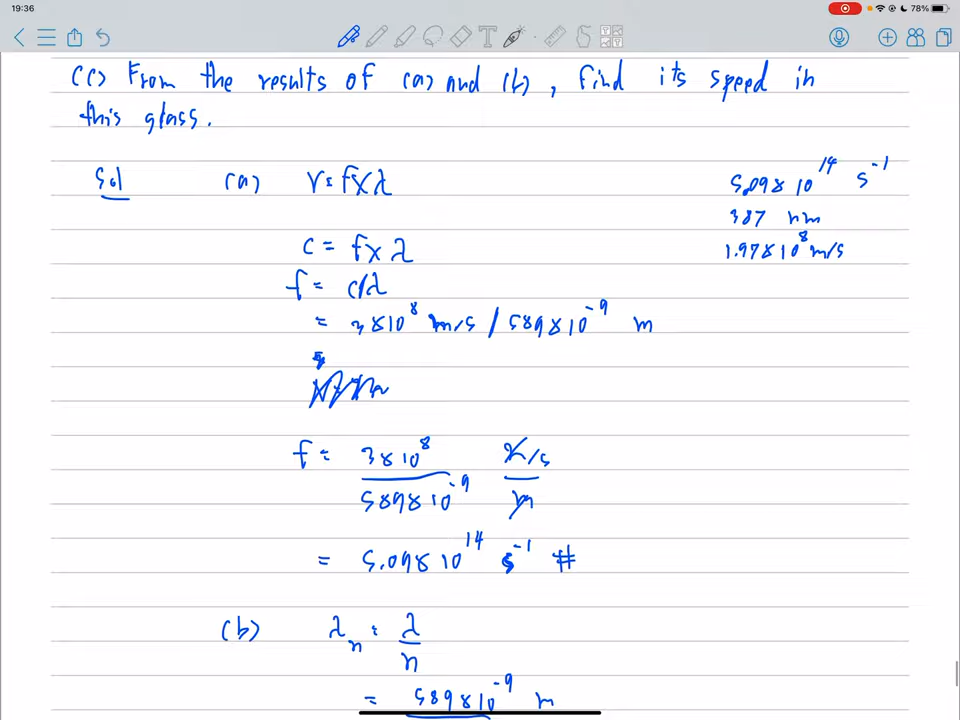 19:36
78%
(c) From the results of (a) and (b), find its speed in
this glass.
Sol (a) v = f×λ
5.09×10^14 s^-1
387 nm
1.97×10^8 m/s
c = f×λ
f = c/λ
= 3×10^8 m/s / 589×10^-9 m
f = 3×10^8 / 589×10^-9 m/s / m
= 5.09×10^14 s^-1 #
(b) λn = λ/n
= 589×10^-9 m